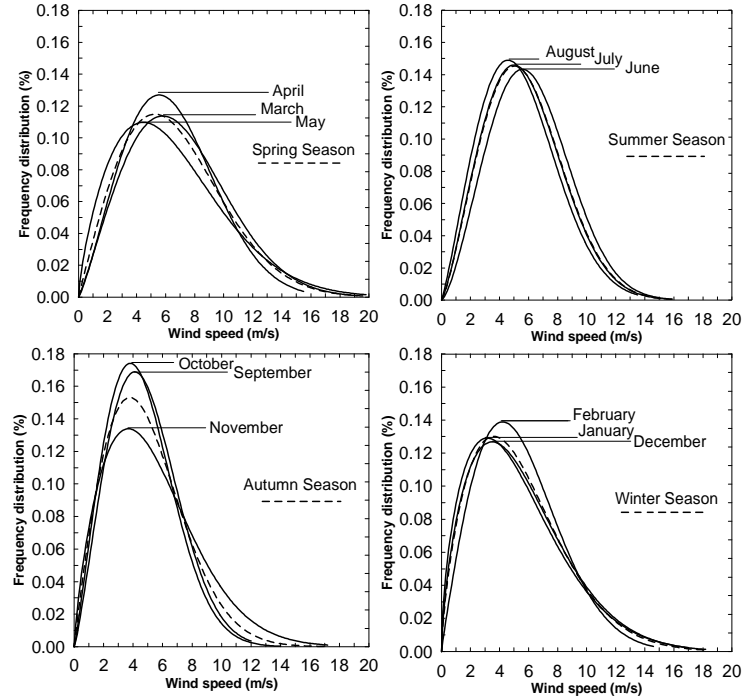 0.18
0.16
0.14
0.12
0.10
0.08
0.06
0.04
0.02
0.00
Frequency distribution (%)
April
March
May
Spring Season
0 2 4 6 8 10 12 14 16 18 20
Wind speed (m/s)
0.18
0.16
0.14
0.12
0.10
0.08
0.06
0.04
0.02
0.00
Frequency distribution (%)
August
July
June
Summer Season
0 2 4 6 8 10 12 14 16 18 20
Wind speed (m/s)
0.18
0.16
0.14
0.12
0.10
0.08
0.06
0.04
0.02
0.00
Frequency distribution (%)
October
September
November
Autumn Season
0 2 4 6 8 10 12 14 16 18 20
Wind speed (m/s)
0.18
0.16
0.14
0.12
0.10
0.08
0.06
0.04
0.02
0.00
Frequency distribution (%)
February
January
December
Winter Season
0 2 4 6 8 10 12 14 16 18 20
Wind speed (m/s)